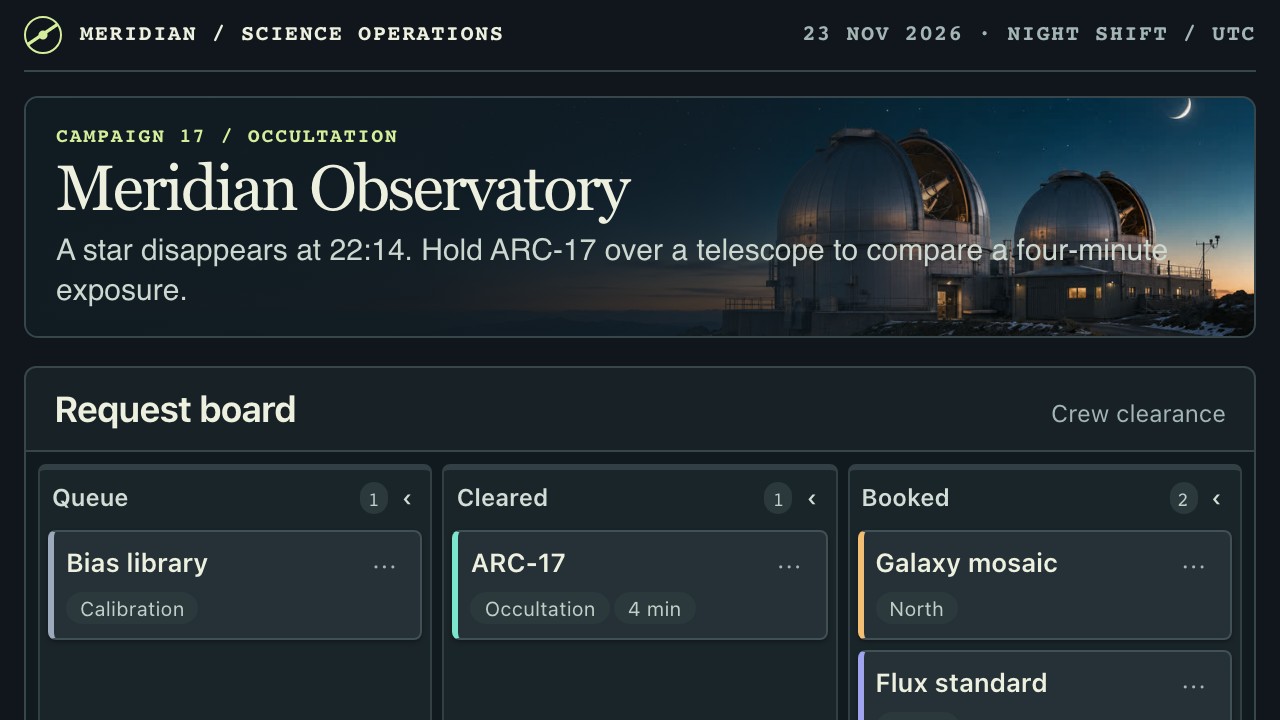 MERIDIAN / SCIENCE OPERATIONS
23 NOV 2026 · NIGHT SHIFT / UTC
CAMPAIGN 17 / OCCULTATION
Meridian Observatory
A star disappears at 22:14. Hold ARC-17 over a telescope to compare a four-minute
exposure.
Request board
Crew clearance
Queue
1
Cleared
1
Booked
2
Bias library
Calibration
ARC-17
Occultation
4 min
Galaxy mosaic
North
Flux standard